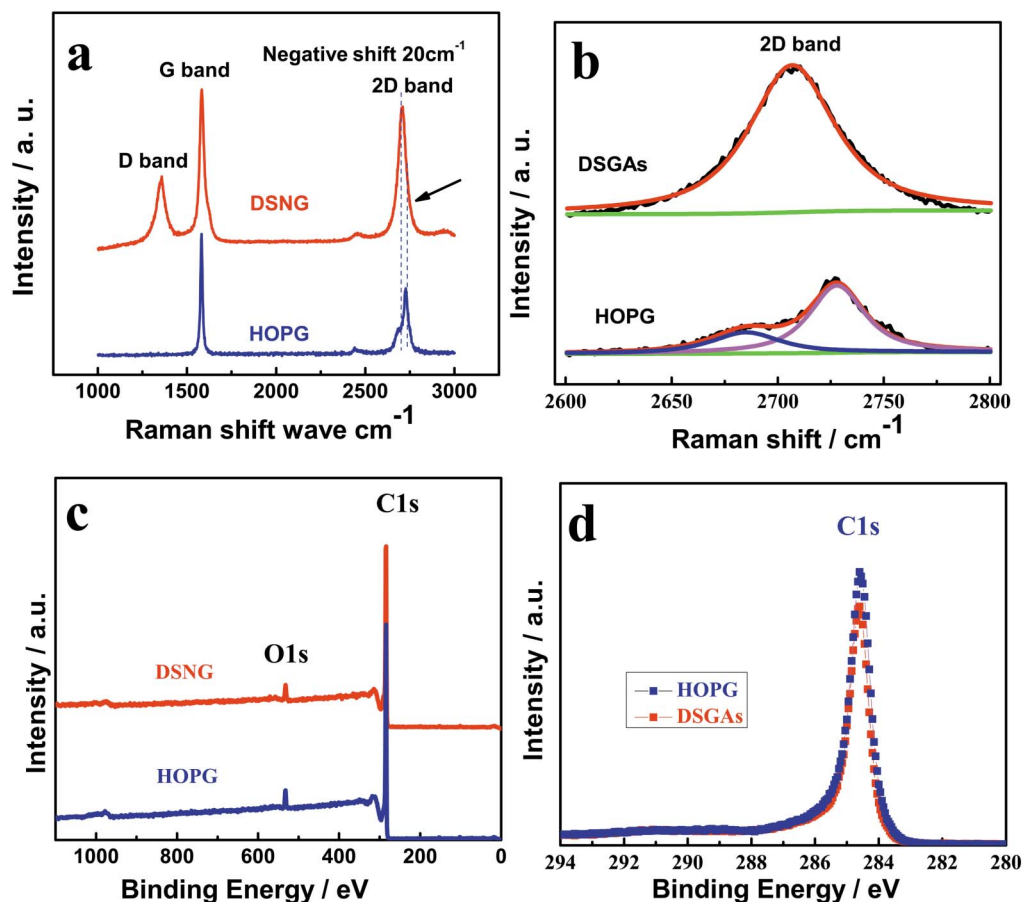 a
Negative shift 20cm-1
G band
2D band
D band
DSNG
HOPG
Intensity / a. u.
1000 1500 2000 2500 3000
Raman shift wave cm-1
b
2D band
DSGAs
HOPG
Intensity / a. u.
2600 2650 2700 2750 2800
Raman shift / cm-1
c
C1s
O1s
DSNG
HOPG
Intensity / a.u.
1000 800 600 400 200 0
Binding Energy / eV
d
C1s
HOPG
DSGAs
Intensity / a.u.
294 292 290 288 286 284 282 280
Binding Energy / eV